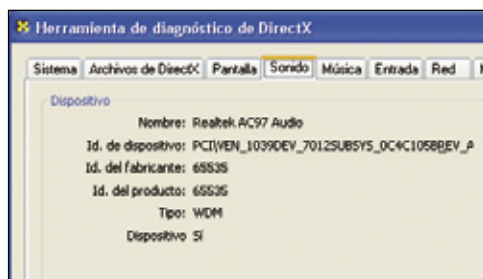 Herramienta de diagnóstico de DirectX
Sistema Archivos de DirectX Pantalla Sonido Música Entrada Red
Dispositivo
Nombre: Realtek AC97 Audio
Id. de dispositivo: PCI\VEN_1039DEV_7012SUBSYS_0C4C105BREV_A
Id. del fabricante: 65535
Id. del producto: 65535
Tipo: WDM
Dispositivo Sí